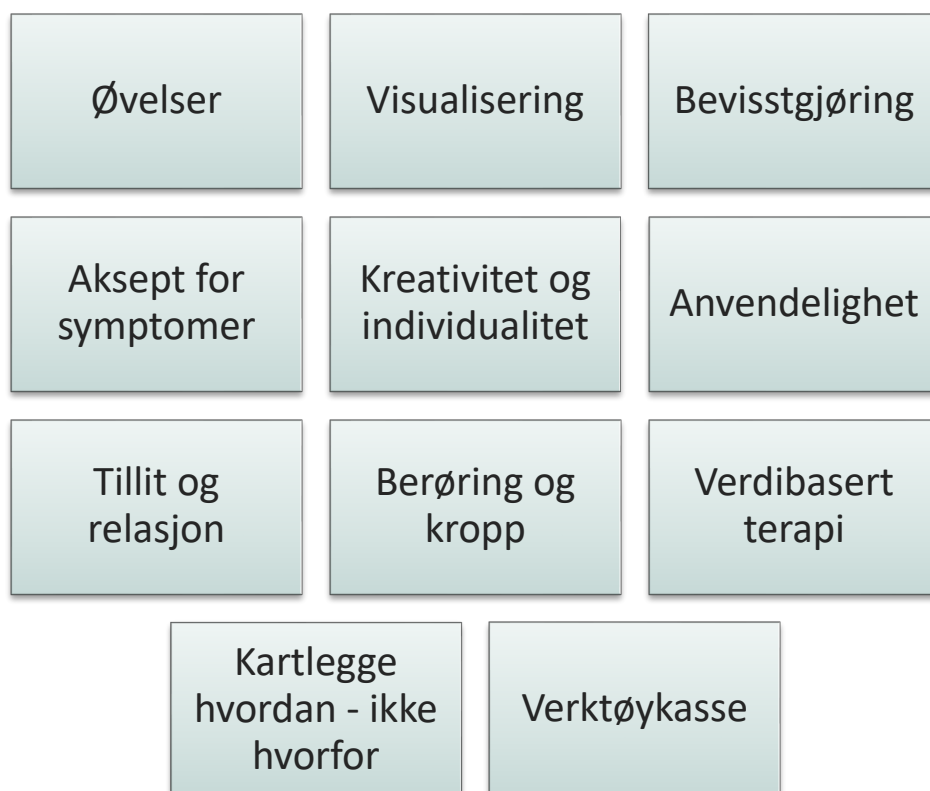 Øvelser
Visualisering
Bevisstgjøring
Aksept for
symptomer
Kreativitet og
individualitet
Anvendelighet
Tillit og
relasjon
Berøring og
kropp
Verdibasert
terapi
Kartlegge
hvordan - ikke
hvorfor
Verktøykasse